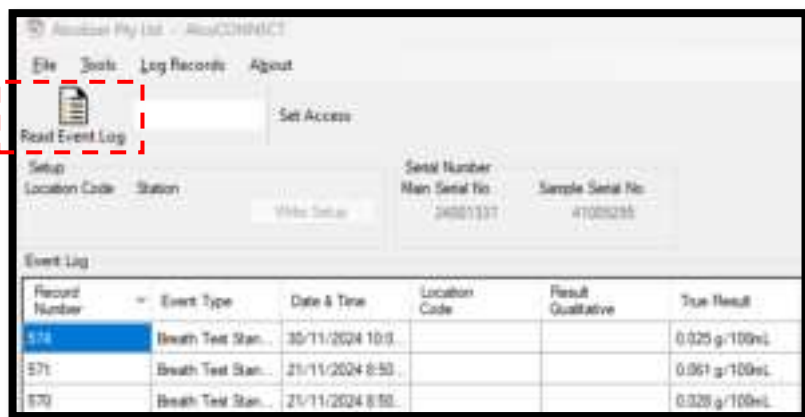 Alcolizer Pty Ltd - AlcoCONNECT
File Tools Log Records About
Read Event Log
Set Access
Setup
Location Code Station
Write Setup
Serial Number
Main Serial No Sample Serial No
Event Log
Record Number Event Type Date & Time Location Code Result Qualitative True Result
574 Breath Test Stan... 30/11/2024 10:0... 0.025 g/100mL
571 Breath Test Stan... 21/11/2024 8:50... 0.061 g/100mL
570 Breath Test Stan... 21/11/2024 8:50... 0.028 g/100mL